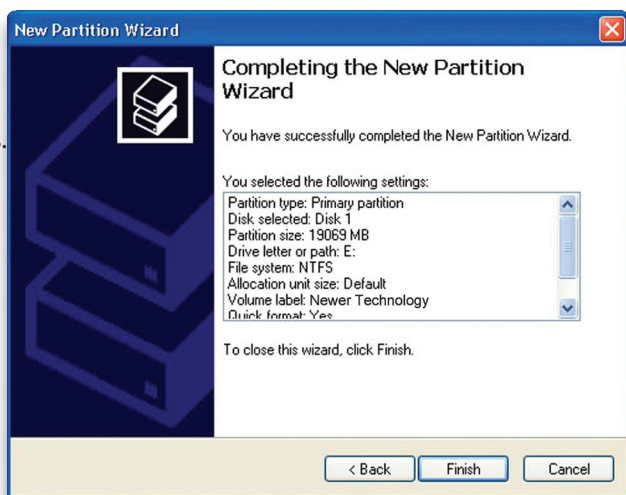 New Partition Wizard
Completing the New Partition
Wizard
You have successfully completed the New Partition Wizard.
You selected the following settings:
Partition type: Primary partition
Disk selected: Disk 1
Partition size: 19069 MB
Drive letter or path: E:
File system: NTFS
Allocation unit size: Default
Volume label: Newer Technology
Quick format: Yes
To close this wizard, click Finish.
< Back Finish Cancel